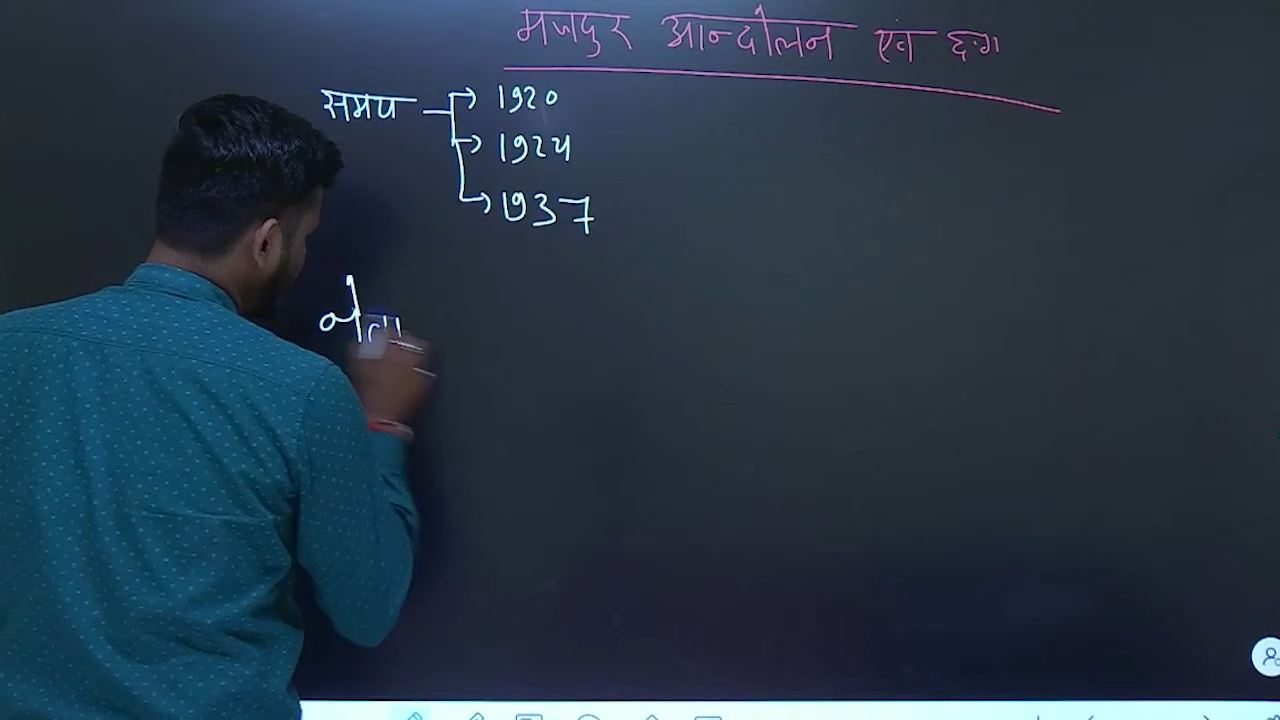 मजदुर आन्दोलन एवं दंगा
समय → 1920
→ 1924
→ 1937